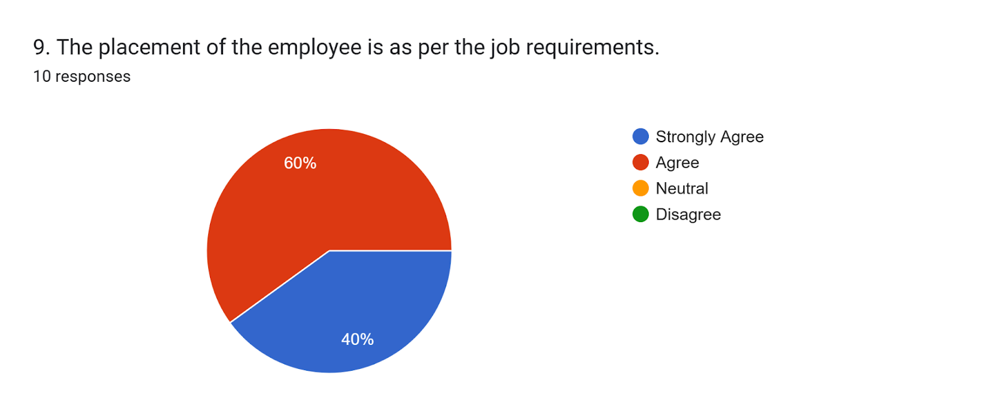 9. The placement of the employee is as per the job requirements.
10 responses
Strongly Agree
Agree
Neutral
Disagree
60%
40%